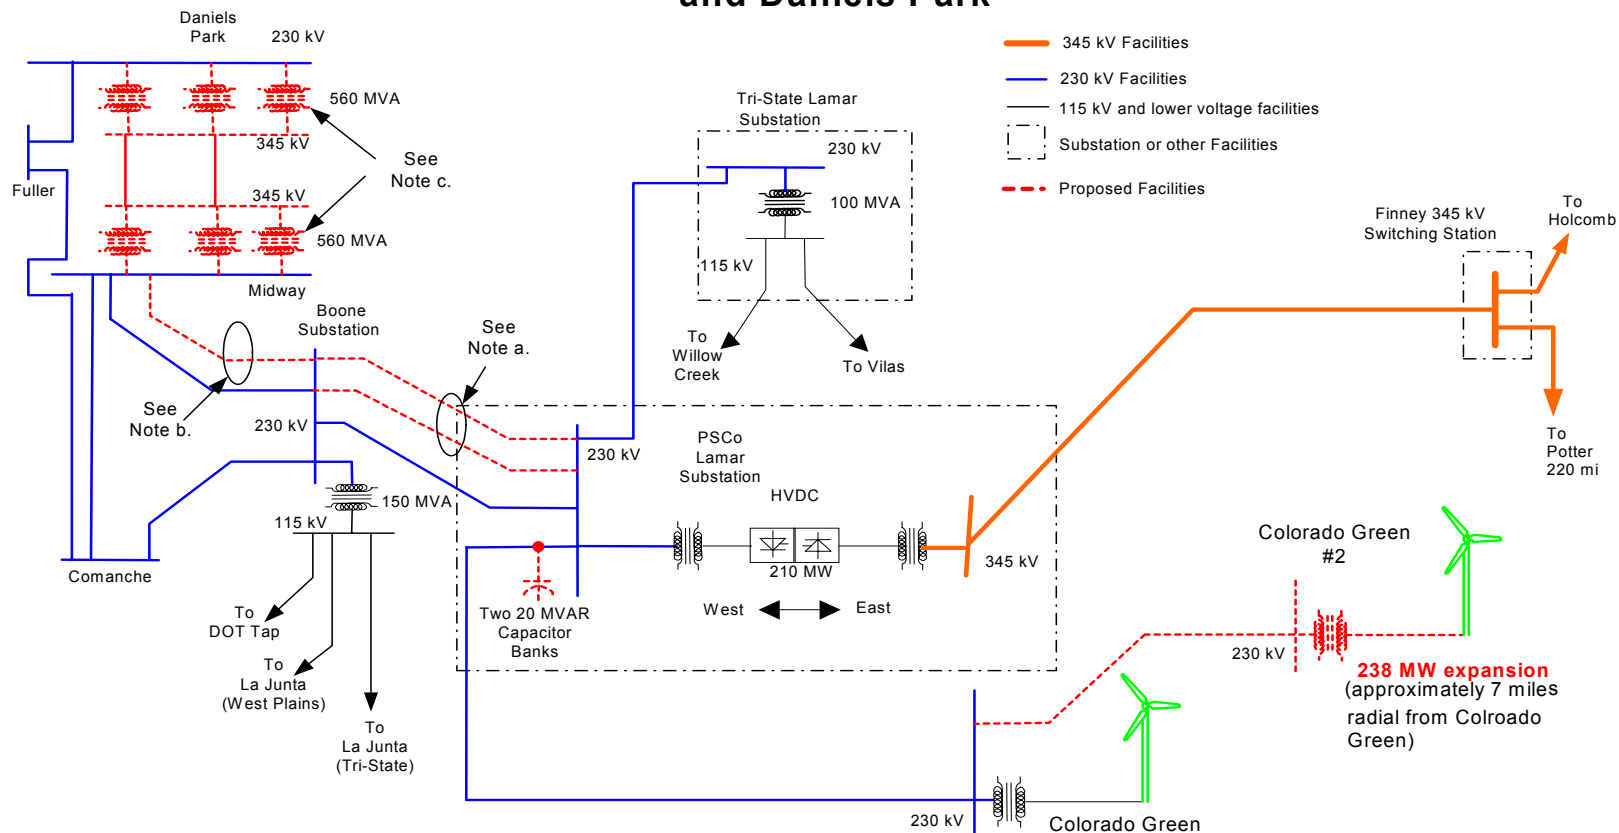 and Daniels Park
Daniels
Park
230 kV
560 MVA
345 kV
See
Note c.
Fuller
345 kV
560 MVA
Midway
Boone
Substation
See
Note a.
See
Note b.
230 kV
150 MVA
115 kV
Comanche
To
DOT Tap
To
La Junta
(West Plains)
To
La Junta
(Tri-State)
Tri-State Lamar
Substation
230 kV
100 MVA
115 kV
To
Willow
Creek
To Vilas
345 kV Facilities
230 kV Facilities
115 kV and lower voltage facilities
Substation or other Facilities
Proposed Facilities
Finney 345 kV
Switching Station
To
Holcomb
To
Potter
220 mi
230 kV
PSCo
Lamar
Substation
HVDC
210 MW
345 kV
West
East
Two 20 MVAR
Capacitor
Banks
Colorado Green
#2
230 kV
238 MW expansion
(approximately 7 miles
radial from Colroado
Green)
230 kV
Colorado Green